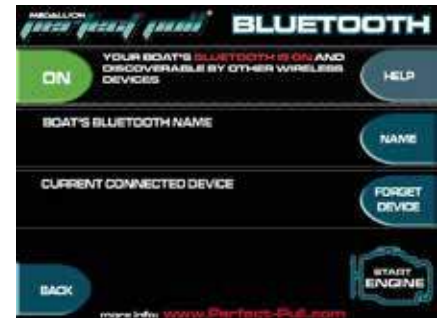 MEDALLION
perfect pull BLUETOOTH
ON
YOUR BOAT'S BLUETOOTH IS ON AND
DISCOVERABLE BY OTHER WIRELESS
DEVICES
HELP
BOAT'S BLUETOOTH NAME
NAME
CURRENT CONNECTED DEVICE
FORGET
DEVICE
START
ENGINE
BACK
more info: www.Perfect-Pull.com